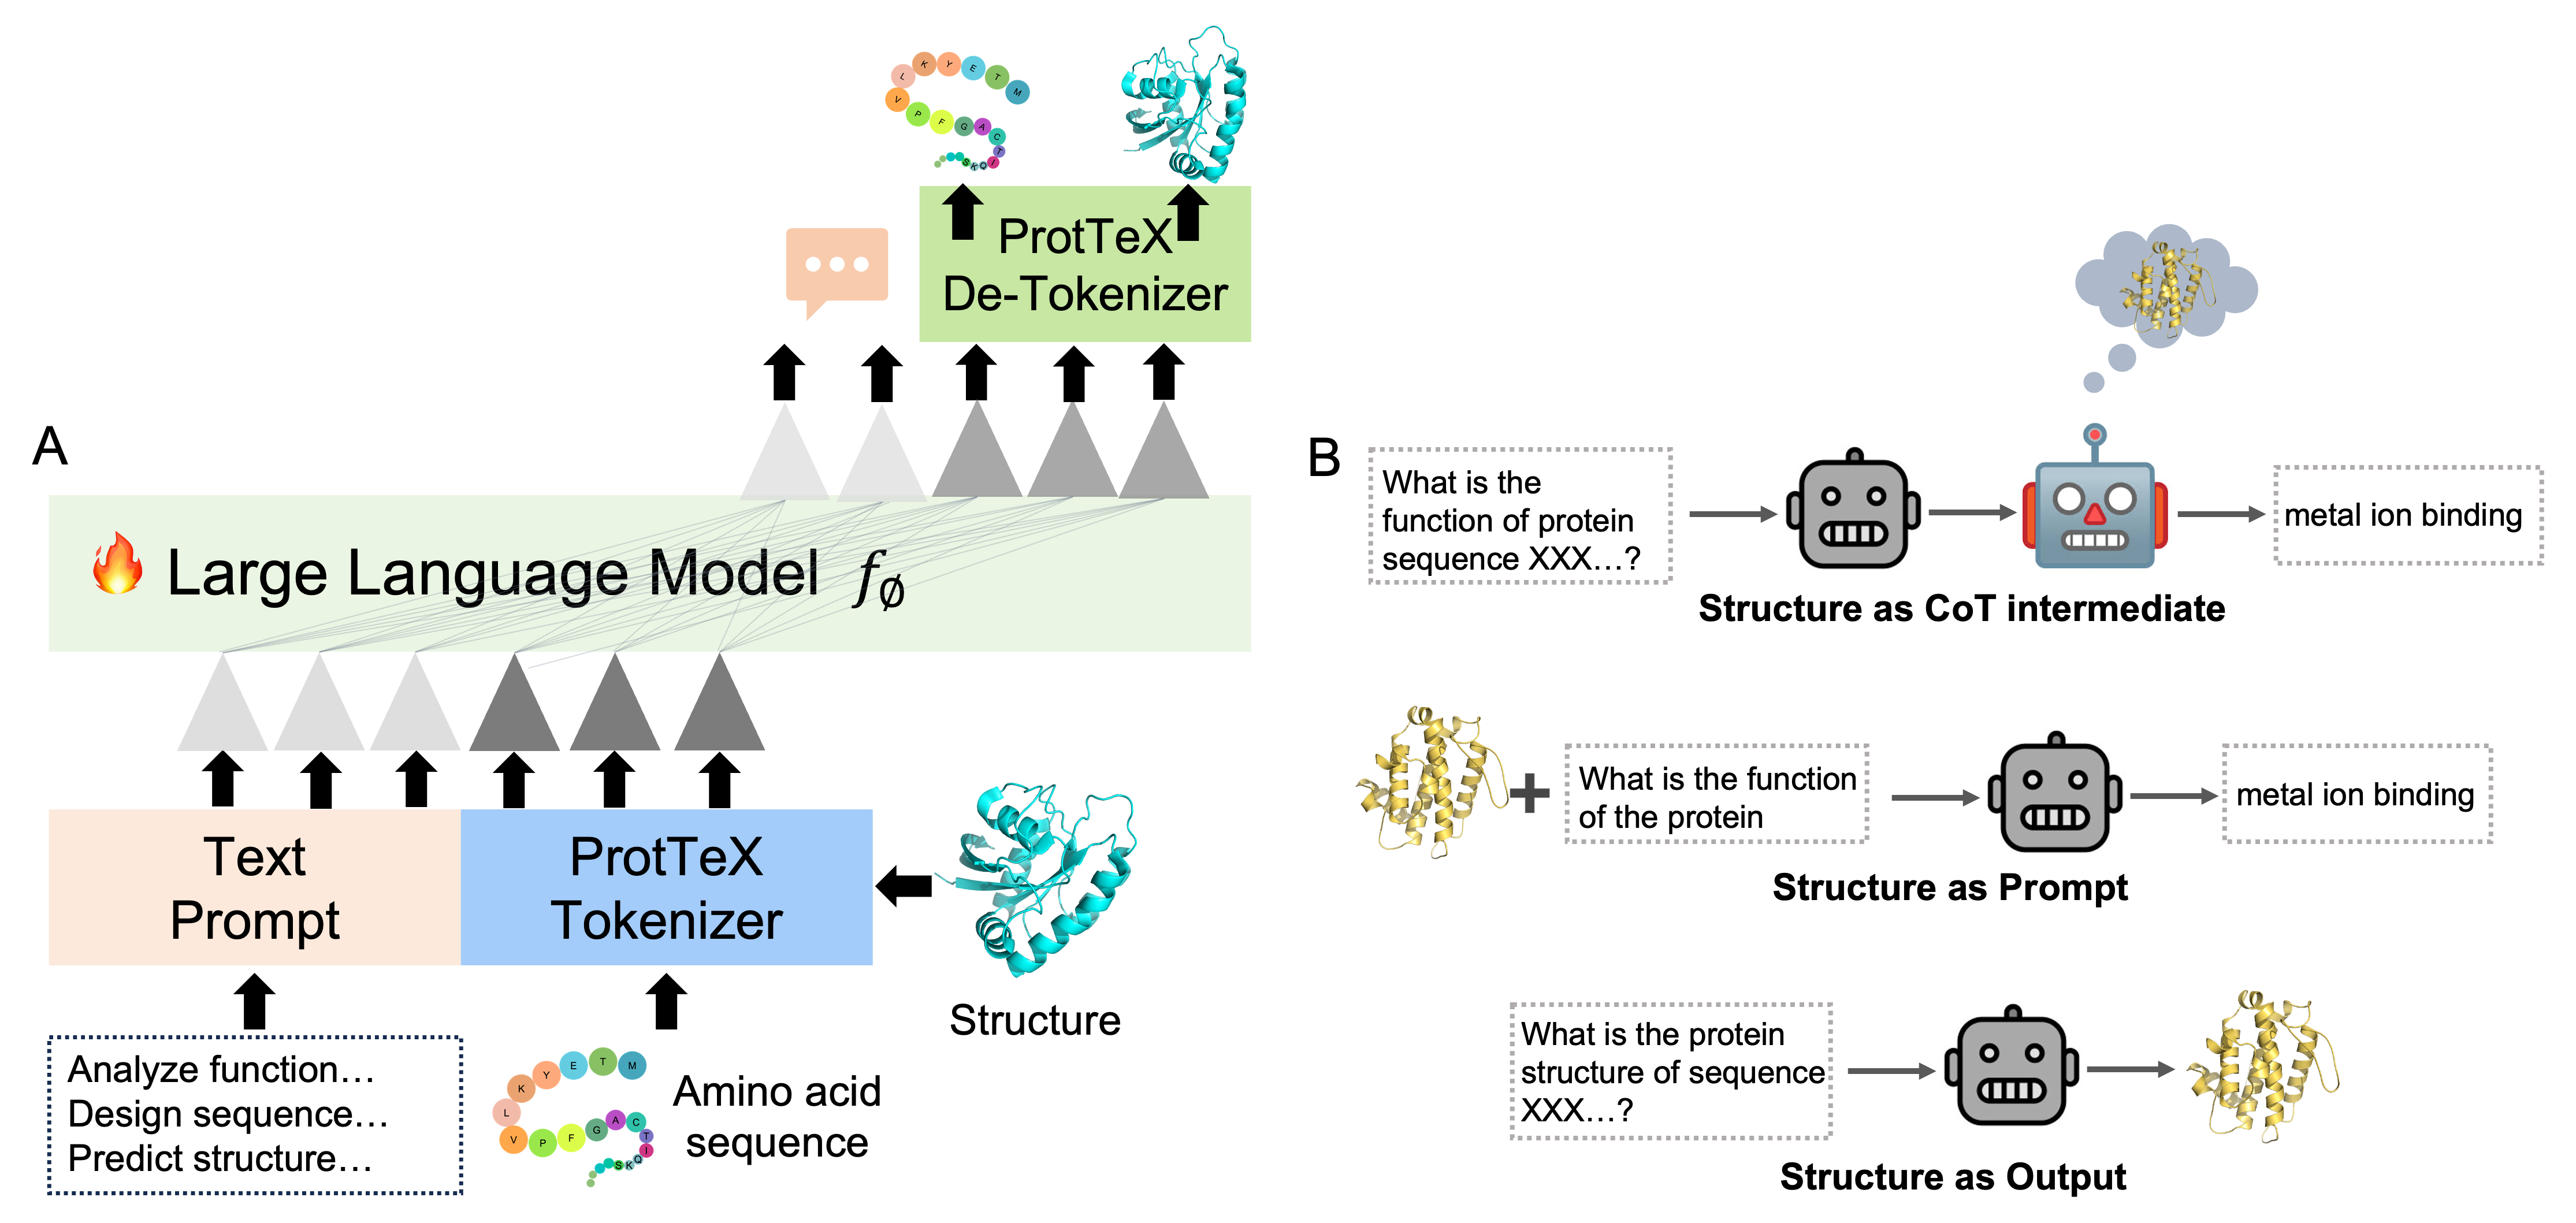 A
L K Y E T M
V P F G A C
T I Q K S
ProtTeX
De-Tokenizer
Large Language Model f∅
Text
Prompt
ProtTeX
Tokenizer
Structure
Analyze function…
Design sequence…
Predict structure…
L K Y E T M
V P F G A C
T I Q K S
Amino acid
sequence
B
What is the
function of protein
sequence XXX…?
metal ion binding
Structure as CoT intermediate
What is the function
of the protein
metal ion binding
Structure as Prompt
What is the protein
structure of sequence
XXX…?
Structure as Output